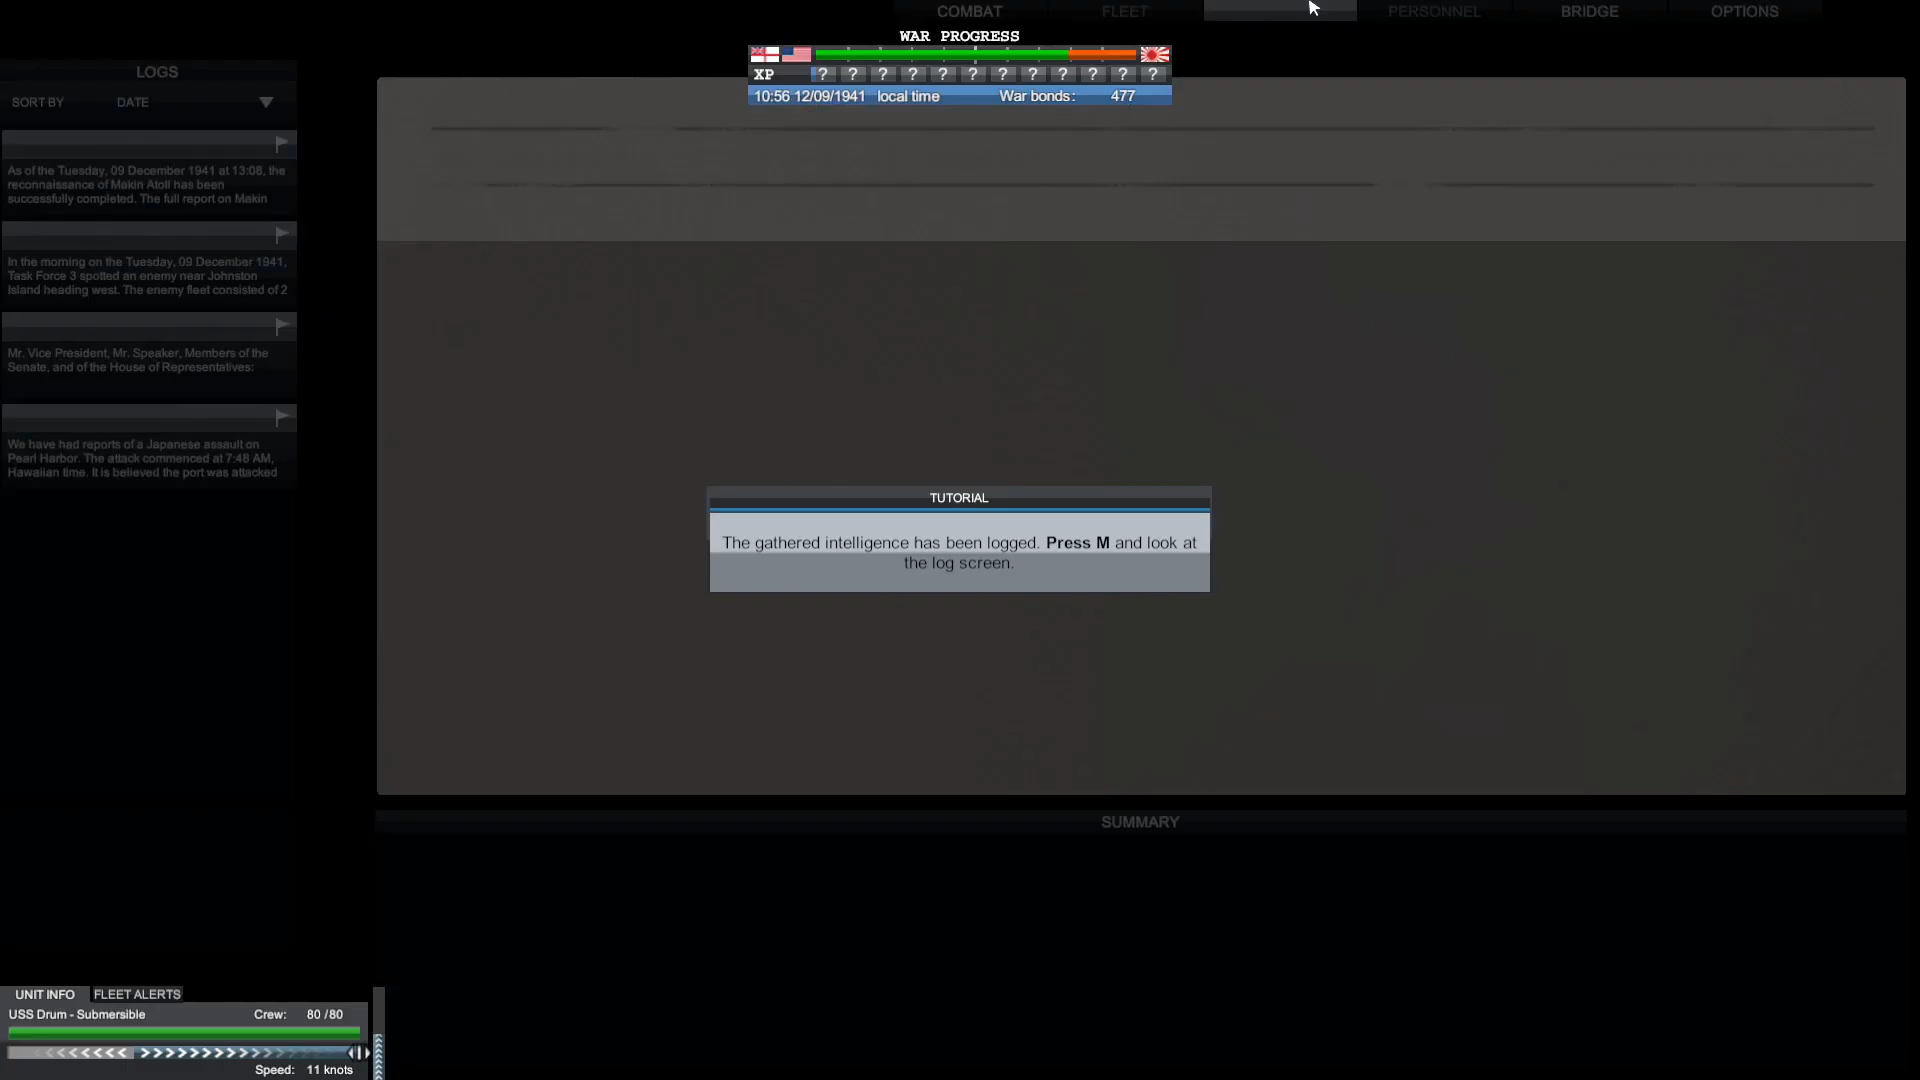 COMBAT FLEET PERSONNEL BRIDGE OPTIONS
WAR PROGRESS
XP ? ? ? ? ? ? ? ? ? ? ? ?
10:56 12/09/1941 local time War bonds: 477
LOGS
SORT BY DATE
As of the Tuesday, 09 December 1941 at 13:08, the
reconnaissance of Makin Atoll has been
successfully completed. The full report on Makin
In the morning on the Tuesday, 09 December 1941,
Task Force 3 spotted an enemy near Johnston
Island heading west. The enemy fleet consisted of 2
Mr. Vice President, Mr. Speaker, Members of the
Senate, and of the House of Representatives:
We have had reports of a Japanese assault on
Pearl Harbor. The attack commenced at 7:48 AM,
Hawaiian time. It is believed the port was attacked
TUTORIAL
The gathered intelligence has been logged. Press M and look at
the log screen.
SUMMARY
UNIT INFO FLEET ALERTS
USS Drum - Submersible Crew: 80 /80
Speed: 11 knots